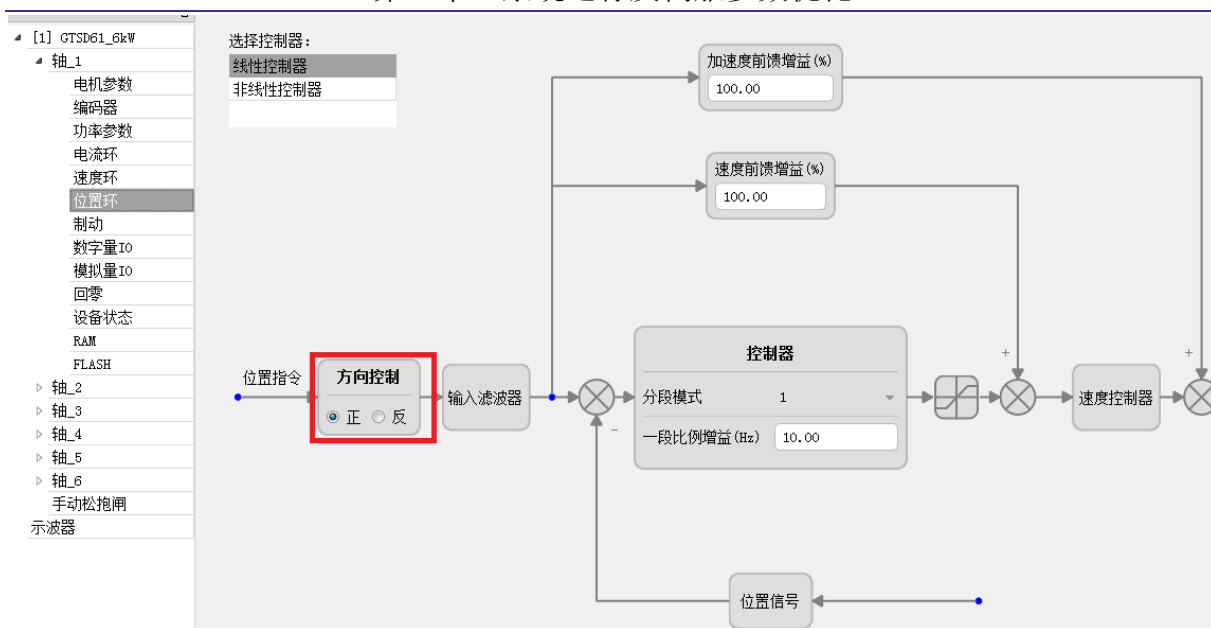 [1] GTSD61_6kW
轴_1
电机参数
编码器
功率参数
电流环
速度环
位置环
制动
数字量IO
模拟量IO
回零
设备状态
RAM
FLASH
轴_2
轴_3
轴_4
轴_5
轴_6
手动松抱闸
示波器
选择控制器:
线性控制器
非线性控制器
加速度前馈增益(%)
100.00
速度前馈增益(%)
100.00
位置指令
方向控制
正 反
输入滤波器
-
控制器
分段模式 1
一段比例增益(Hz) 10.00
+
速度控制器
+
位置信号